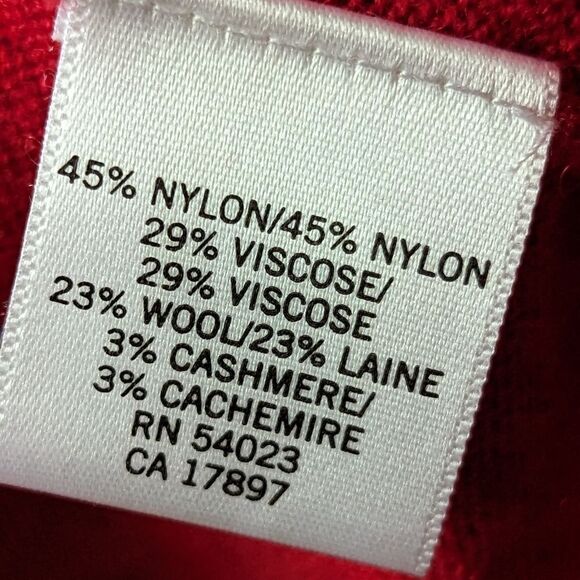 45% NYLON/45% NYLON
29% VISCOSE/
29% VISCOSE
23% WOOL/23% LAINE
3% CASHMERE/
3% CACHEMIRE
RN 54023
CA 17897